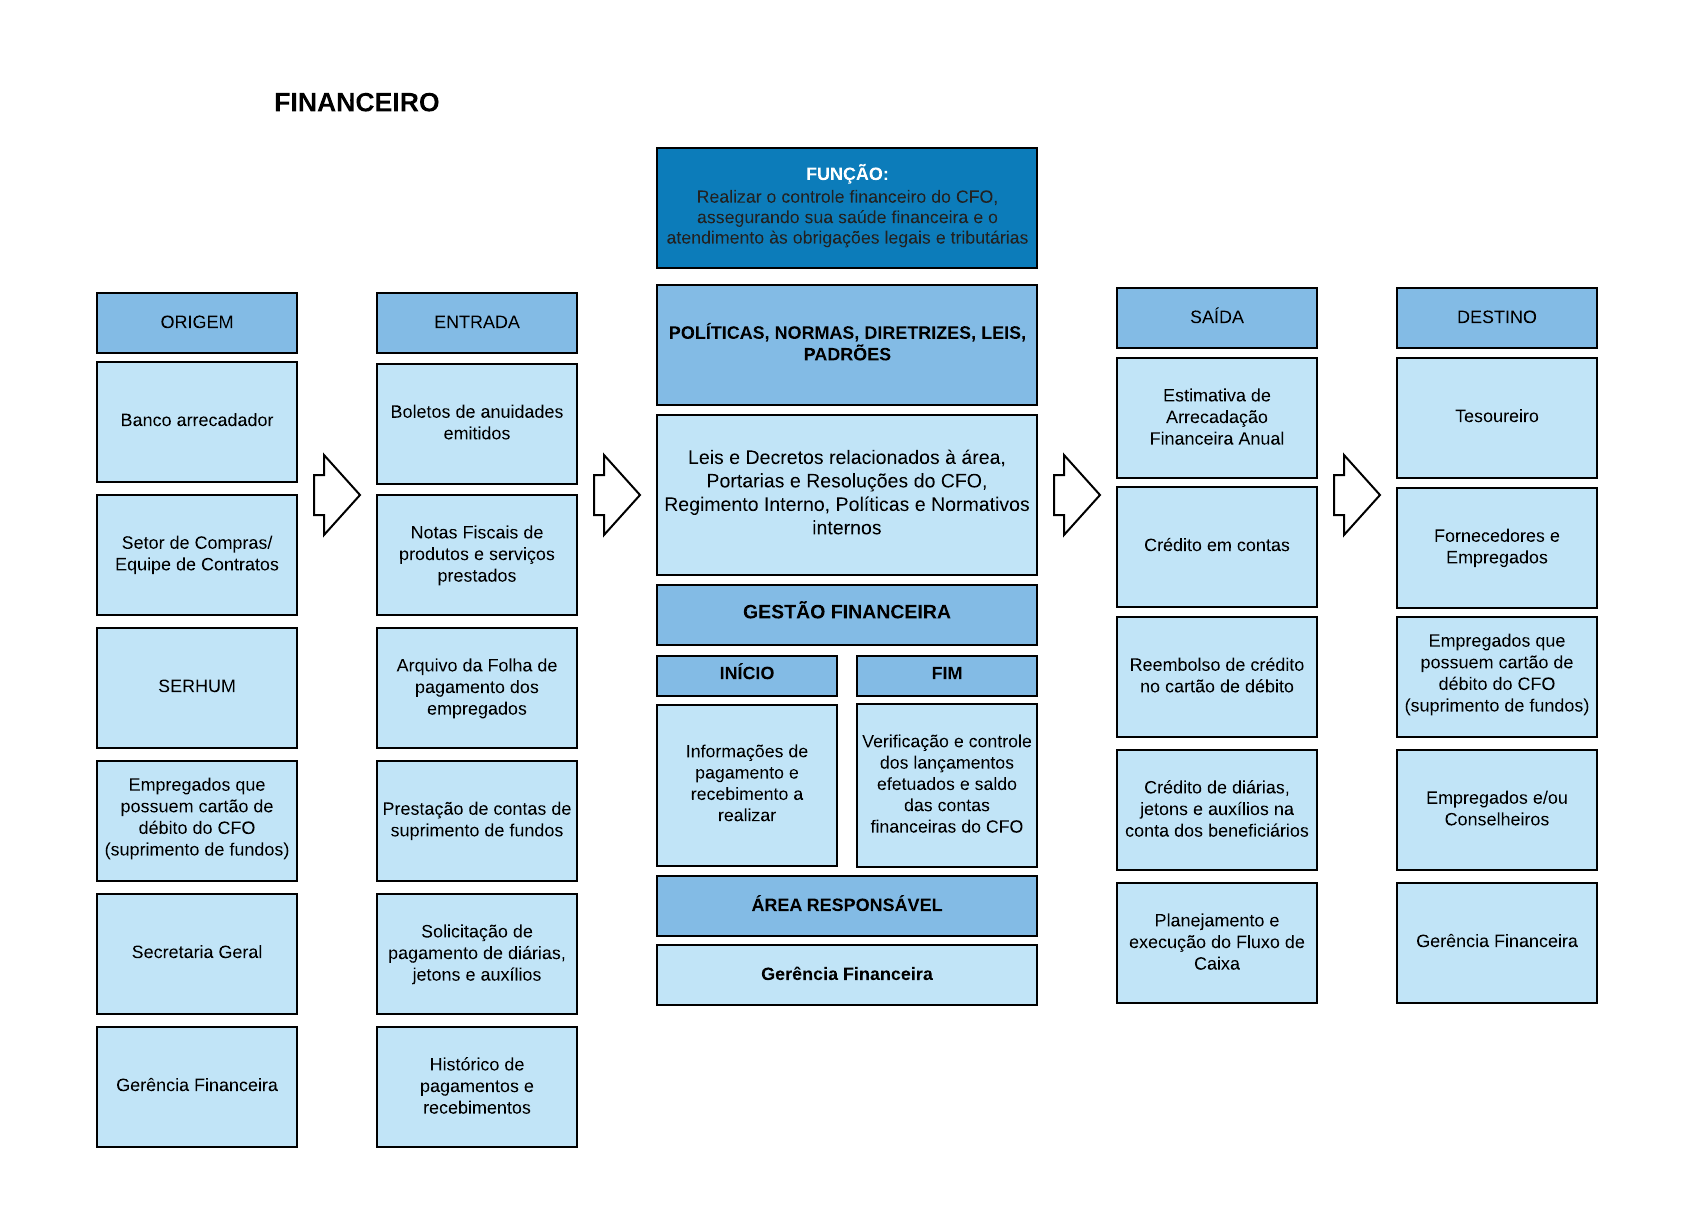 FINANCEIRO
FUNÇÃO:
Realizar o controle financeiro do CFO,
assegurando sua saúde financeira e o
atendimento às obrigações legais e tributárias
ORIGEM
Banco arrecadador
Setor de Compras/
Equipe de Contratos
SERHUM
Empregados que
possuem cartão de
débito do CFO
(suprimento de fundos)
Secretaria Geral
Gerência Financeira
ENTRADA
Boletos de anuidades
emitidos
Notas Fiscais de
produtos e serviços
prestados
Arquivo da Folha de
pagamento dos
empregados
Prestação de contas de
suprimento de fundos
Solicitação de
pagamento de diárias,
jetons e auxílios
Histórico de
pagamentos e
recebimentos
POLÍTICAS, NORMAS, DIRETRIZES, LEIS,
PADRÕES
Leis e Decretos relacionados à área,
Portarias e Resoluções do CFO,
Regimento Interno, Políticas e Normativos
internos
GESTÃO FINANCEIRA
INÍCIO
Informações de
pagamento e
recebimento a
realizar
FIM
Verificação e controle
dos lançamentos
efetuados e saldo
das contas
financeiras do CFO
ÁREA RESPONSÁVEL
Gerência Financeira
SAÍDA
Estimativa de
Arrecadação
Financeira Anual
Crédito em contas
Reembolso de crédito
no cartão de débito
Crédito de diárias,
jetons e auxílios na
conta dos beneficiários
Planejamento e
execução do Fluxo de
Caixa
DESTINO
Tesoureiro
Fornecedores e
Empregados
Empregados que
possuem cartão de
débito do CFO
(suprimento de fundos)
Empregados e/ou
Conselheiros
Gerência Financeira